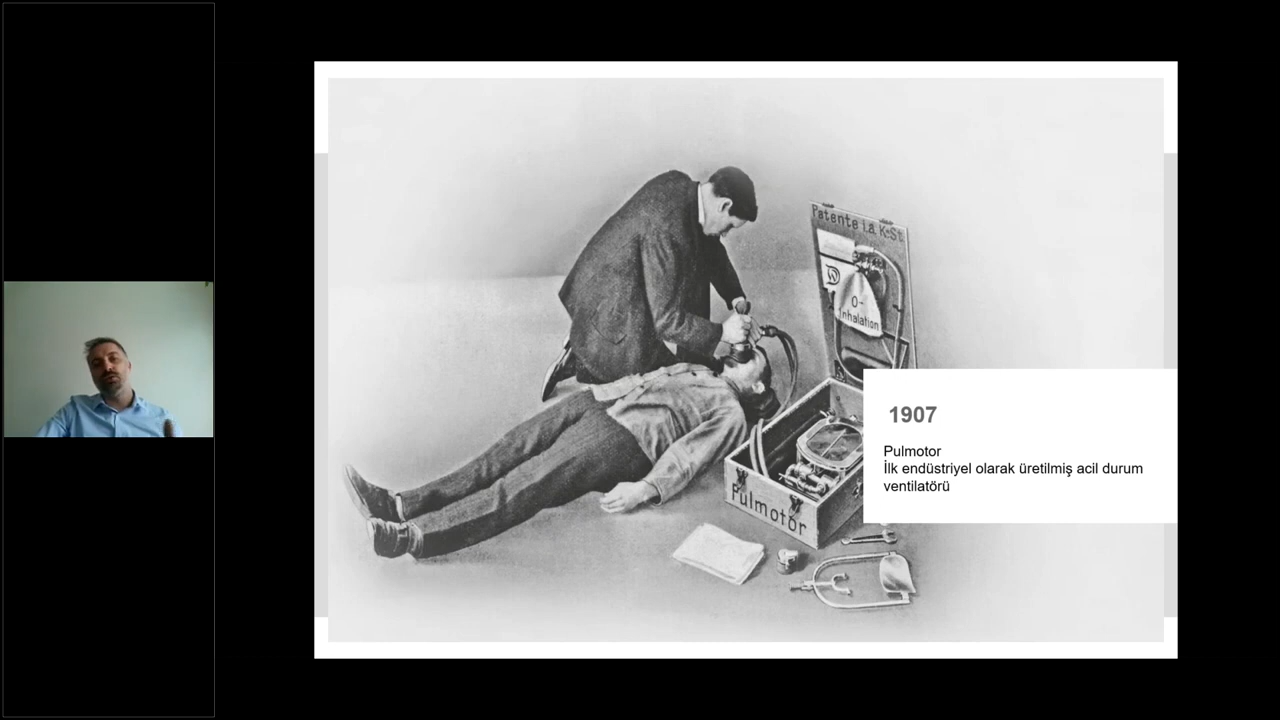 Patente i.a. K-St
O-
Inhalation
Pulmotor
1907
Pulmotor
İlk endüstriyel olarak üretilmiş acil durum
ventilatörü